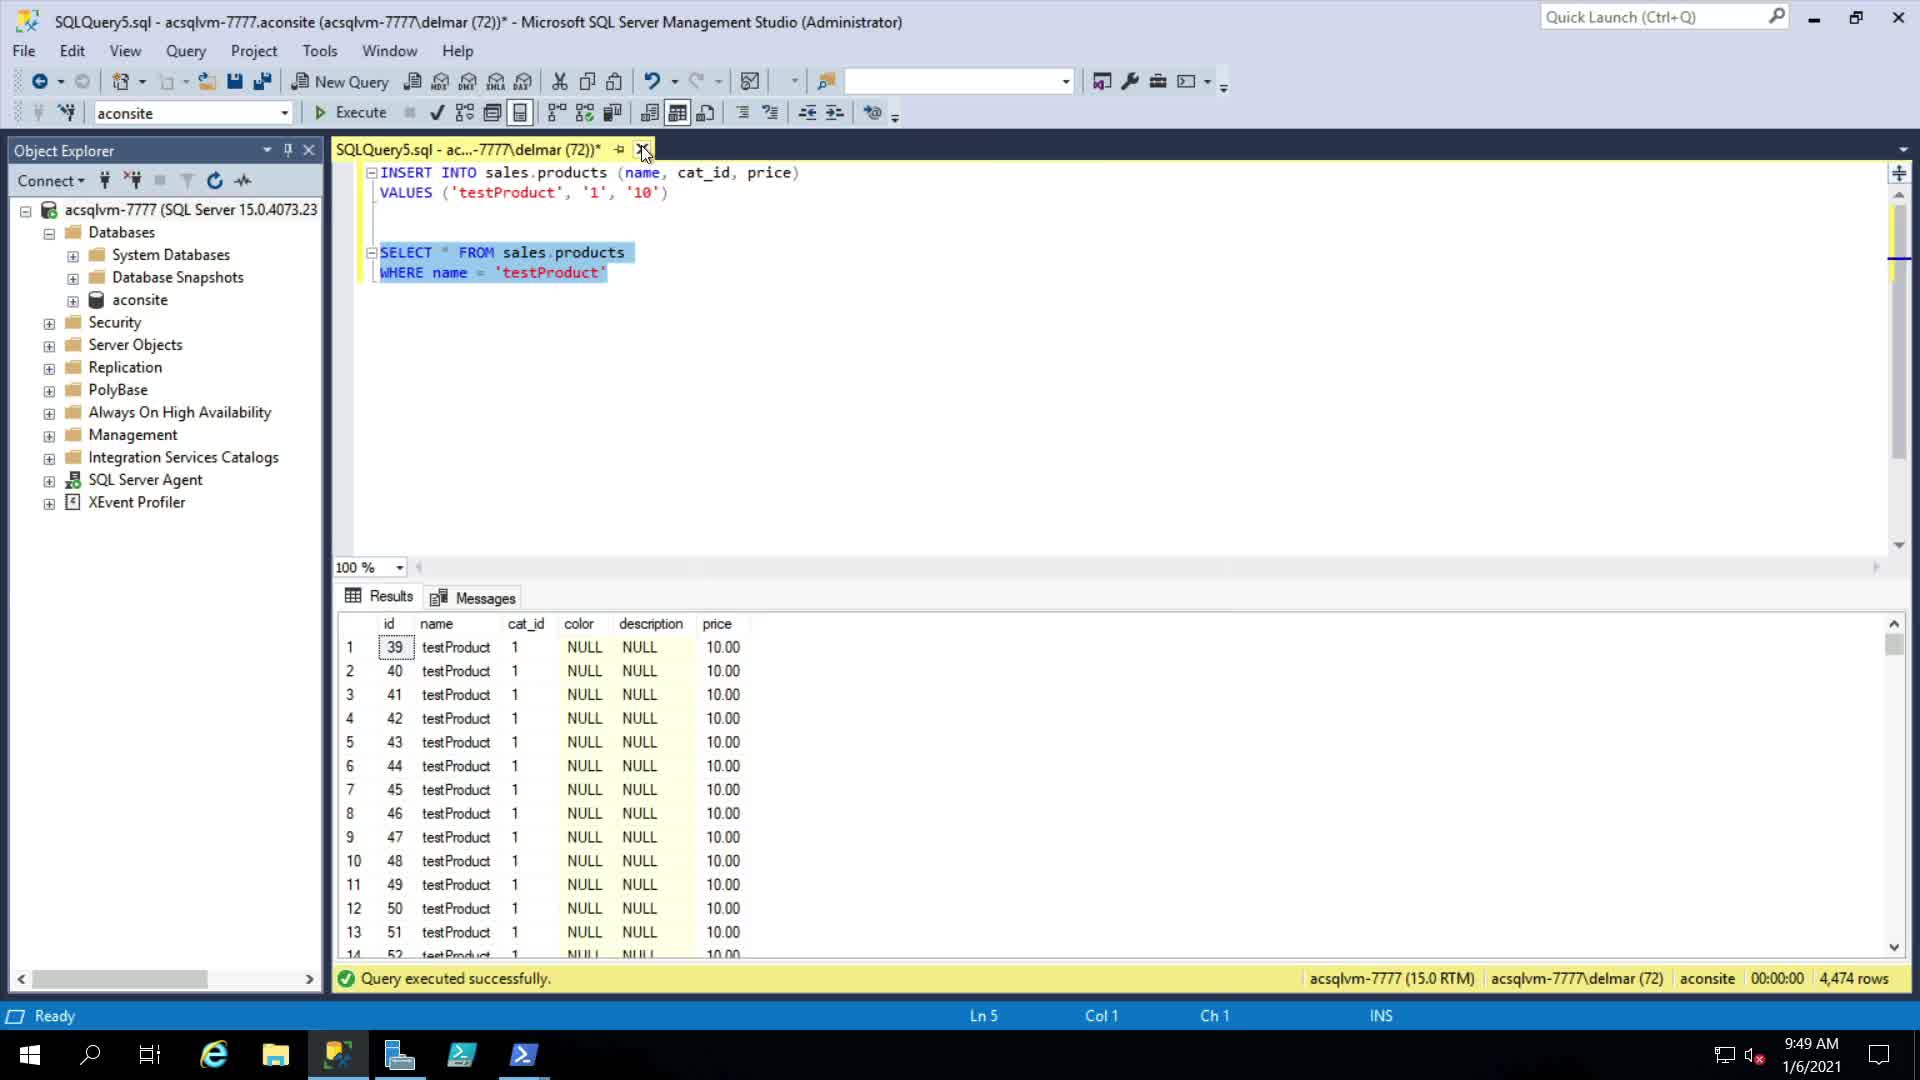 SQLQuery5.sql - acsqlvm-7777.aconsite (acsqlvm-7777\delmar (72))* - Microsoft SQL Server Management Studio (Administrator)
Quick Launch (Ctrl+Q)
File Edit View Query Project Tools Window Help
New Query
MDX DMX XMLA DAX
aconsite
Execute
Object Explorer
SQLQuery5.sql - ac...-7777\delmar (72))*
Connect
acsqlvm-7777 (SQL Server 15.0.4073.23
Databases
System Databases
Database Snapshots
aconsite
Security
Server Objects
Replication
PolyBase
Always On High Availability
Management
Integration Services Catalogs
SQL Server Agent
XEvent Profiler
INSERT INTO sales.products (name, cat_id, price)
VALUES ('testProduct', '1', '10')
SELECT * FROM sales.products
WHERE name = 'testProduct'
100 %
Results Messages
id name cat_id color description price
1 39 testProduct 1 NULL NULL 10.00
2 40 testProduct 1 NULL NULL 10.00
3 41 testProduct 1 NULL NULL 10.00
4 42 testProduct 1 NULL NULL 10.00
5 43 testProduct 1 NULL NULL 10.00
6 44 testProduct 1 NULL NULL 10.00
7 45 testProduct 1 NULL NULL 10.00
8 46 testProduct 1 NULL NULL 10.00
9 47 testProduct 1 NULL NULL 10.00
10 48 testProduct 1 NULL NULL 10.00
11 49 testProduct 1 NULL NULL 10.00
12 50 testProduct 1 NULL NULL 10.00
13 51 testProduct 1 NULL NULL 10.00
14 52 testProduct 1 NULL NULL 10.00
Query executed successfully.
acsqlvm-7777 (15.0 RTM) acsqlvm-7777\delmar (72) aconsite 00:00:00 4,474 rows
Ready
Ln 5 Col 1 Ch 1 INS
9:49 AM
1/6/2021